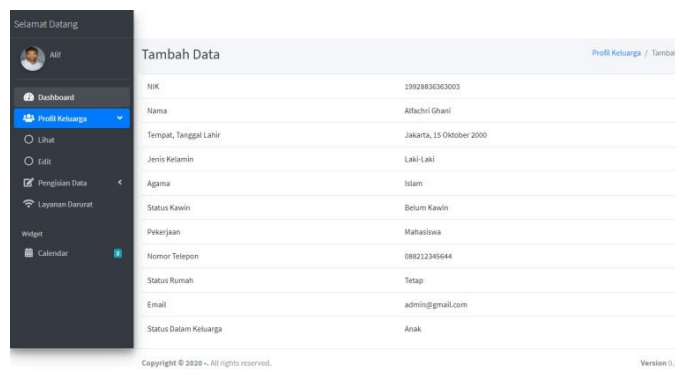 Selamat Datang
Alif
Dashboard
Profil Keluarga
Lihat
Edit
Pengisian Data
Layanan Darurat
Widget
Calendar 2
Tambah Data
Profil Keluarga / Tambah
NIK 19928836363003
Nama Alfachri Ghani
Tempat, Tanggal Lahir Jakarta, 15 Oktober 2000
Jenis Kelamin Laki-Laki
Agama Islam
Status Kawin Belum Kawin
Pekerjaan Mahasiswa
Nomor Telepon 088212345644
Status Rumah Tetap
Email admin@gmail.com
Status Dalam Keluarga Anak
Copyright © 2020 -. All rights reserved.
Version 0.